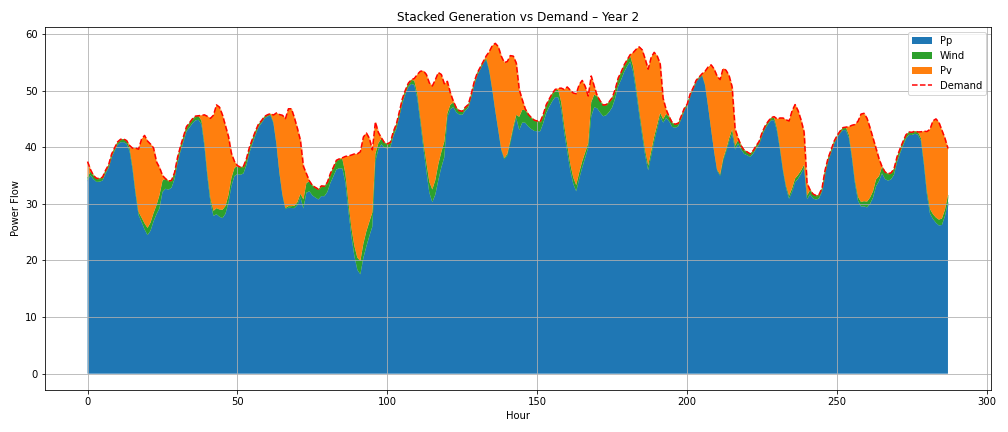 Stacked Generation vs Demand – Year 2
Pp
Wind
Pv
Demand
60
50
40
30
20
10
0
Power Flow
0 50 100 150 200 250 300
Hour